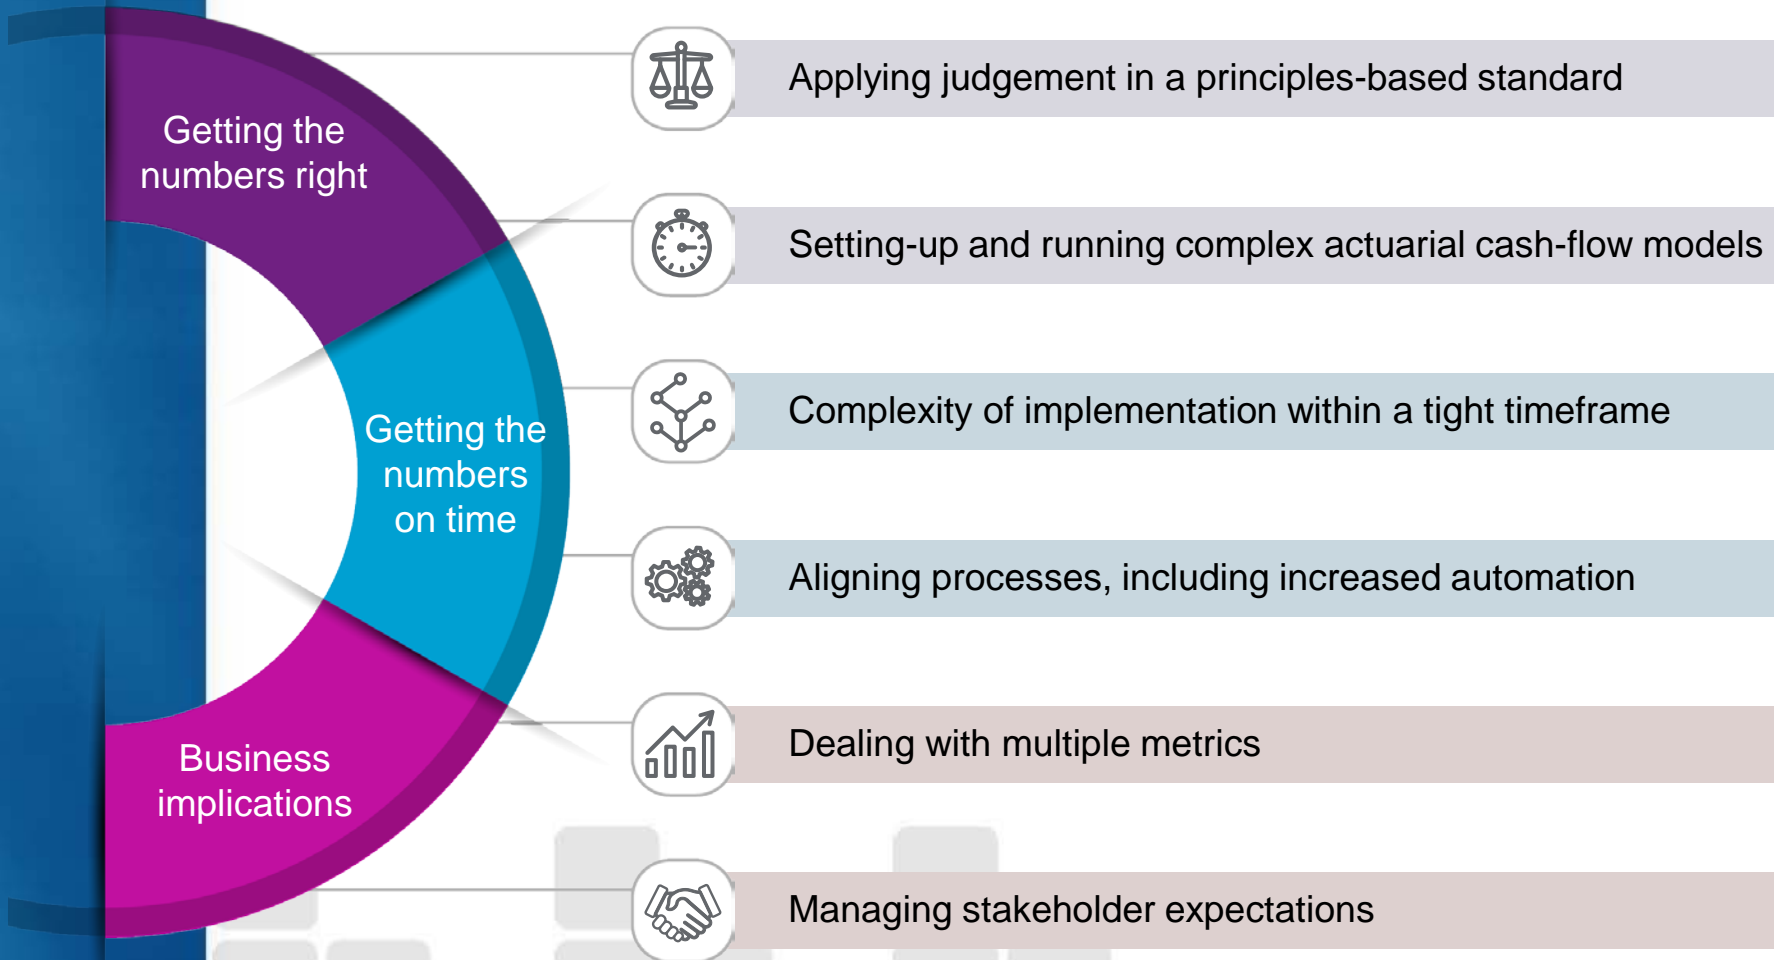 Getting the
numbers right
Applying judgement in a principles-based standard
Setting-up and running complex actuarial cash-flow models
Getting the
numbers
on time
Complexity of implementation within a tight timeframe
Aligning processes, including increased automation
Business
implications
Dealing with multiple metrics
Managing stakeholder expectations